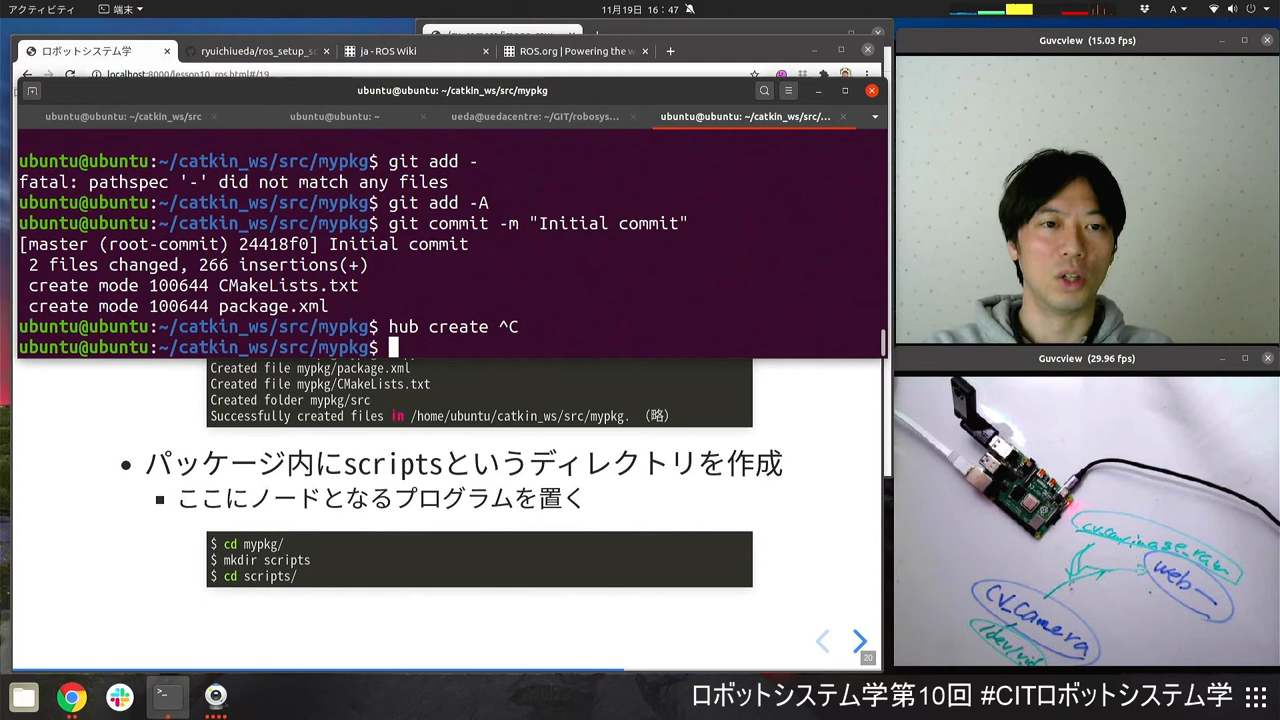 アクティビティ
端末
11月19日 16:47
A
Guvcview (15.03 fps)
ロボットシステム学
ryuichiueda/ros_setup_sc
ja - ROS Wiki
ROS.org | Powering the w
localhost:8000/lesson10_ros.html#/19
ubuntu@ubuntu: ~/catkin_ws/src/mypkg
ubuntu@ubuntu: ~/catkin_ws/src
ubuntu@ubuntu: ~
ueda@uedacentre: ~/GIT/robosys...
ubuntu@ubuntu: ~/catkin_ws/src/...
ubuntu@ubuntu:~/catkin_ws/src/mypkg$ git add -
fatal: pathspec '-' did not match any files
ubuntu@ubuntu:~/catkin_ws/src/mypkg$ git add -A
ubuntu@ubuntu:~/catkin_ws/src/mypkg$ git commit -m "Initial commit"
[master (root-commit) 24418f0] Initial commit
2 files changed, 266 insertions(+)
create mode 100644 CMakeLists.txt
create mode 100644 package.xml
ubuntu@ubuntu:~/catkin_ws/src/mypkg$ hub create ^C
ubuntu@ubuntu:~/catkin_ws/src/mypkg$
Created file mypkg/package.xml
Created file mypkg/CMakeLists.txt
Created folder mypkg/src
Successfully created files in /home/ubuntu/catkin_ws/src/mypkg. （略）
パッケージ内にscriptsというディレクトリを作成
ここにノードとなるプログラムを置く
$ cd mypkg/
$ mkdir scripts
$ cd scripts/
20
Guvcview (29.96 fps)
web
cv_camera
ロボットシステム学第10回 #CITロボットシステム学